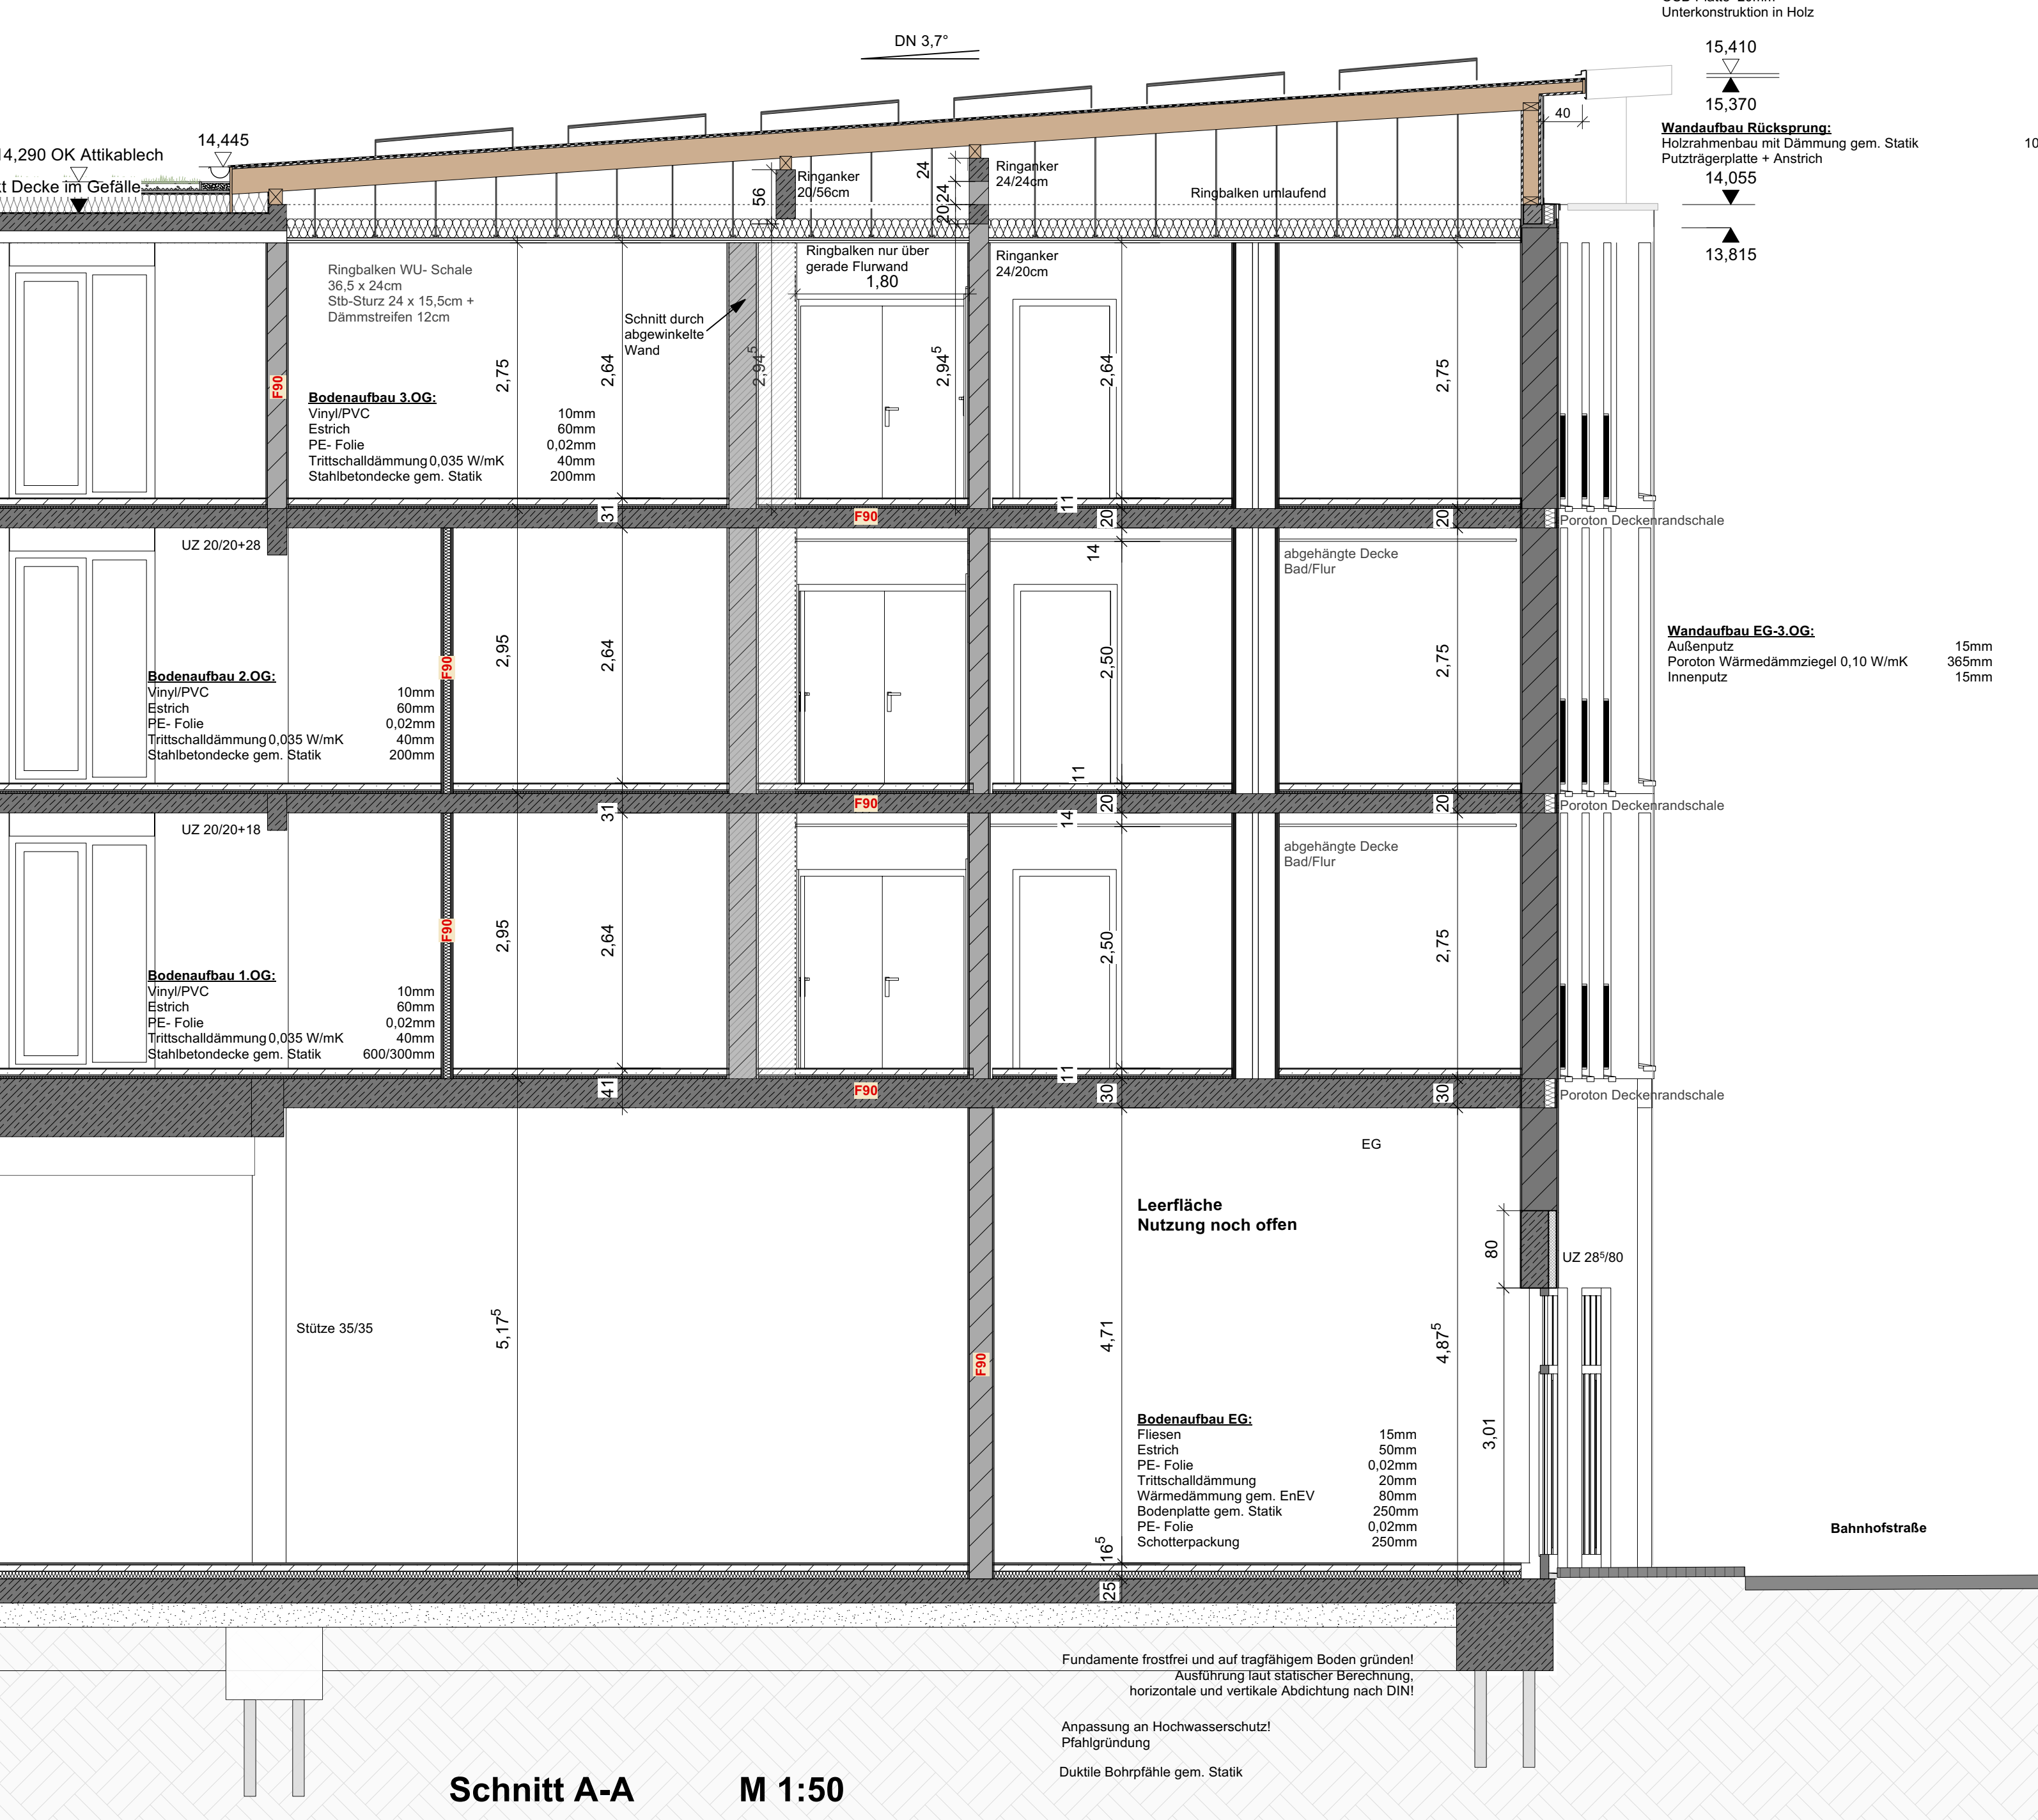 Unterkonstruktion in Holz
DN 3,7°
15,410
15,370
40
Wandaufbau Rücksprung:
Holzrahmenbau mit Dämmung gem. Statik 10
Putzträgerplatte + Anstrich
14,055
13,815
14,445
14,290 OK Attikablech
Decke im Gefälle
56
Ringanker
20/56cm
24
24
20
Ringanker
24/24cm
Ringbalken umlaufend
Ringbalken nur über
gerade Flurwand
1,80
Ringanker
24/20cm
Ringbalken WU- Schale
36,5 x 24cm
Stb-Sturz 24 x 15,5cm +
Dämmstreifen 12cm
Schnitt durch
abgewinkelte
Wand
F90
2,75
2,64
2,94⁵
2,94⁵
2,64
2,75
Bodenaufbau 3.OG:
Vinyl/PVC 10mm
Estrich 60mm
PE- Folie 0,02mm
Trittschalldämmung 0,035 W/mK 40mm
Stahlbetondecke gem. Statik 200mm
31
F90
11
20
20
Poroton Deckenrandschale
UZ 20/20+28
14
abgehängte Decke
Bad/Flur
F90
2,95
2,64
2,50
2,75
Wandaufbau EG-3.OG:
Außenputz 15mm
Poroton Wärmedämmziegel 0,10 W/mK 365mm
Innenputz 15mm
Bodenaufbau 2.OG:
Vinyl/PVC 10mm
Estrich 60mm
PE- Folie 0,02mm
Trittschalldämmung 0,035 W/mK 40mm
Stahlbetondecke gem. Statik 200mm
11
31
F90
20
20
Poroton Deckenrandschale
UZ 20/20+18
14
abgehängte Decke
Bad/Flur
F90
2,95
2,64
2,50
2,75
Bodenaufbau 1.OG:
Vinyl/PVC 10mm
Estrich 60mm
PE- Folie 0,02mm
Trittschalldämmung 0,035 W/mK 40mm
Stahlbetondecke gem. Statik 600/300mm
11
41
F90
30
30
Poroton Deckenrandschale
EG
Leerfläche
Nutzung noch offen
80
UZ 28⁵/80
Stütze 35/35
5,17⁵
F90
4,71
4,87⁵
3,01
Bodenaufbau EG:
Fliesen 15mm
Estrich 50mm
PE- Folie 0,02mm
Trittschalldämmung 20mm
Wärmedämmung gem. EnEV 80mm
Bodenplatte gem. Statik 250mm
PE- Folie 0,02mm
Schotterpackung 250mm
16⁵
25
Bahnhofstraße
Fundamente frostfrei und auf tragfähigem Boden gründen!
Ausführung laut statischer Berechnung,
horizontale und vertikale Abdichtung nach DIN!
Anpassung an Hochwasserschutz!
Pfahlgründung
Duktile Bohrpfähle gem. Statik
Schnitt A-A M 1:50